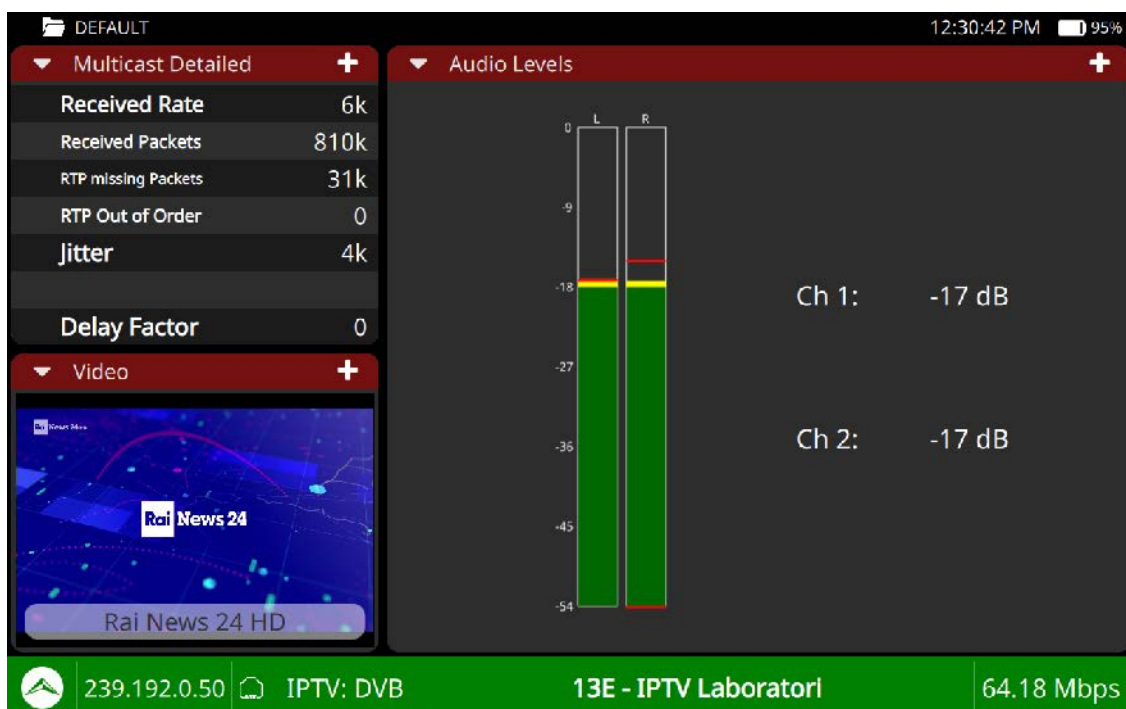 DEFAULT
12:30:42 PM 95%
Multicast Detailed
Received Rate 6k
Received Packets 810k
RTP missing Packets 31k
RTP Out of Order 0
Jitter 4k
Delay Factor 0
Audio Levels
L R
0
-9
-18
-27
-36
-45
-54
Ch 1: -17 dB
Ch 2: -17 dB
Video
Rai News 24
Rai News 24 HD
239.192.0.50 IPTV: DVB 13E - IPTV Laboratori 64.18 Mbps